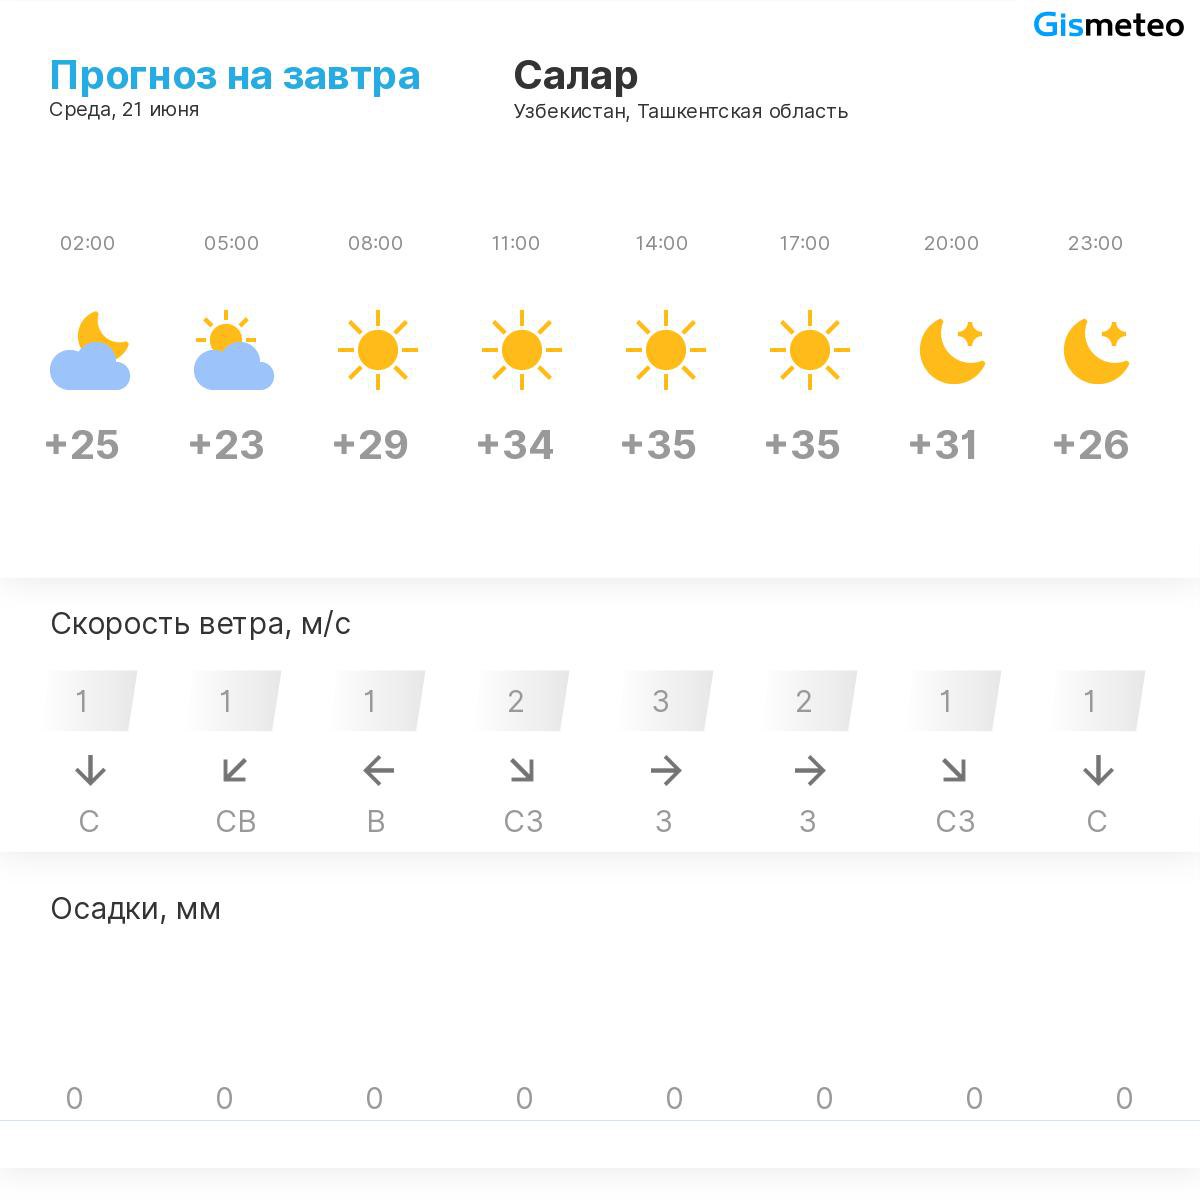 Gismeteo
Прогноз на завтра
Среда, 21 июня
Салар
Узбекистан, Ташкентская область
02:00 05:00 08:00 11:00 14:00 17:00 20:00 23:00
+25 +23 +29 +34 +35 +35 +31 +26
Скорость ветра, м/с
1 1 1 2 3 2 1 1
С СВ В СЗ З З СЗ С
Осадки, мм
0 0 0 0 0 0 0 0